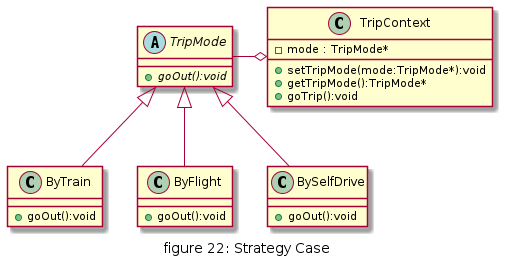 A TripMode
goOut():void
C TripContext
mode : TripMode*
setTripMode(mode:TripMode*):void
getTripMode():TripMode*
goTrip():void
C ByTrain
goOut():void
C ByFlight
goOut():void
C BySelfDrive
goOut():void
figure 22: Strategy Case